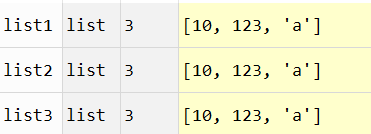 list1 list 3 [10, 123, 'a']
list2 list 3 [10, 123, 'a']
list3 list 3 [10, 123, 'a']